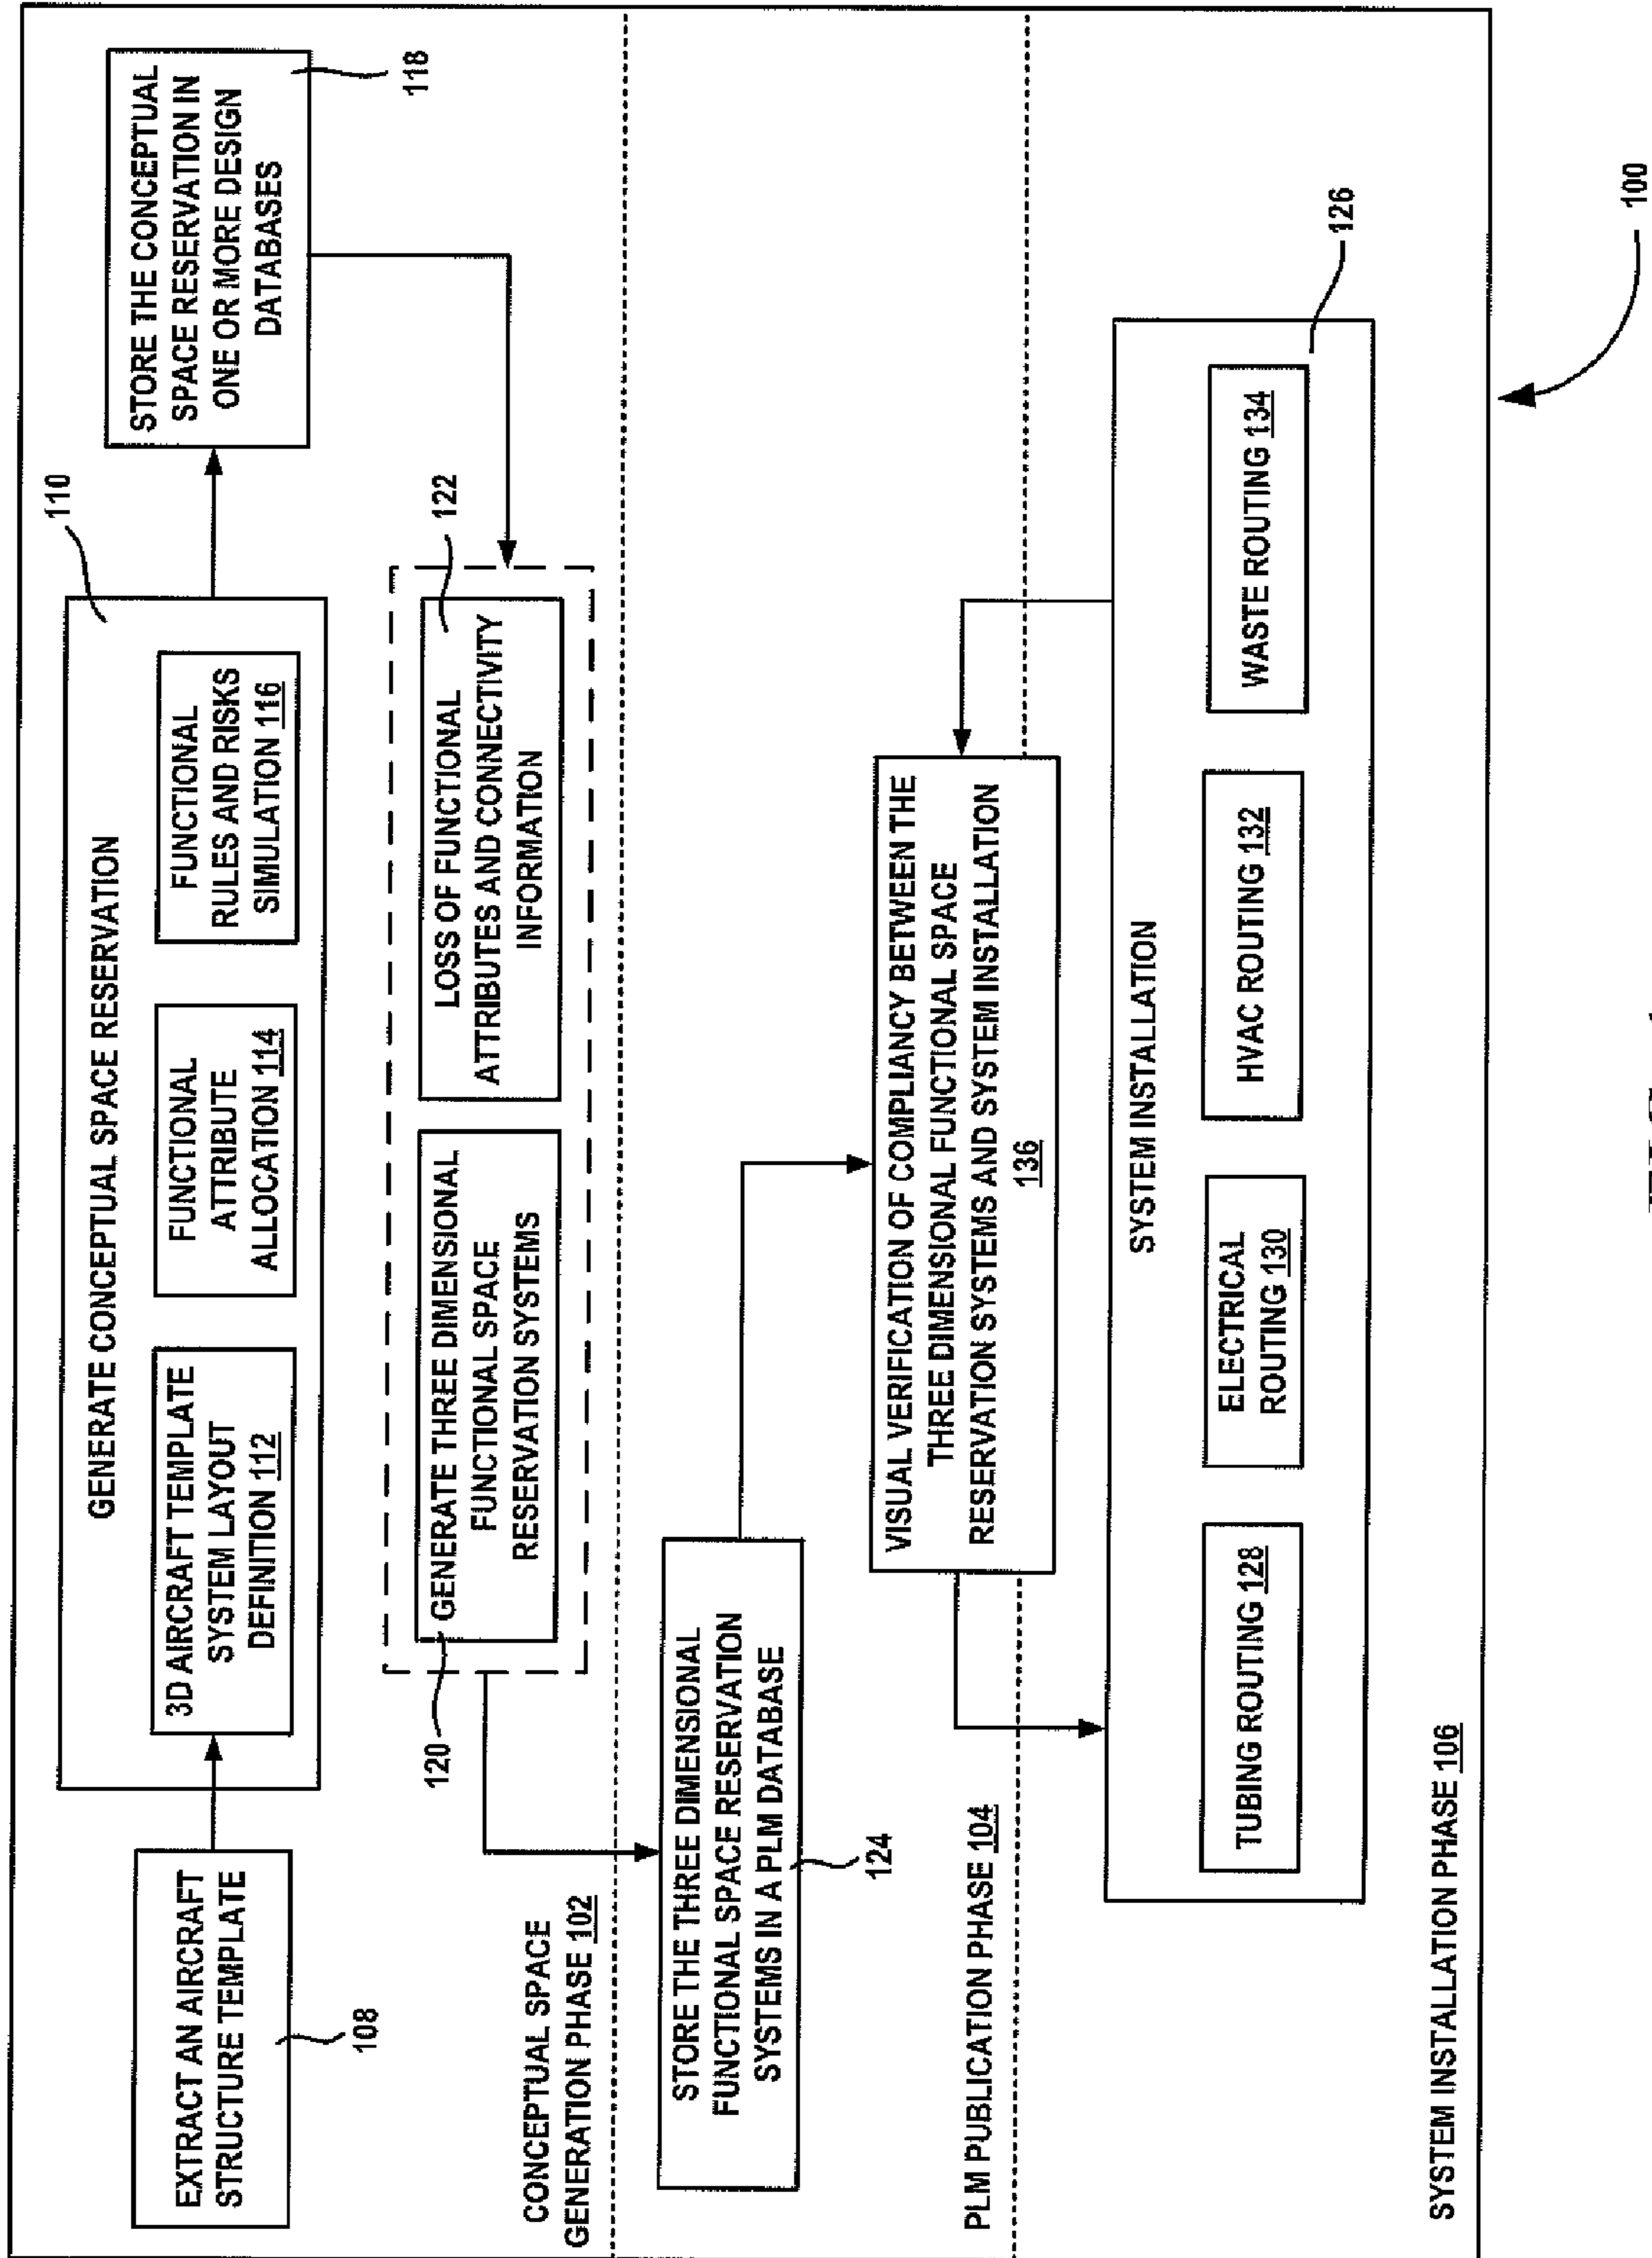 EXTRACT AN AIRCRAFT
STRUCTURE TEMPLATE
108
GENERATE CONCEPTUAL SPACE RESERVATION
110
3D AIRCRAFT TEMPLATE
SYSTEM LAYOUT
DEFINITION 112
FUNCTIONAL
ATTRIBUTE
ALLOCATION 114
FUNCTIONAL
RULES AND RISKS
SIMULATION 116
STORE THE CONCEPTUAL
SPACE RESERVATION IN
ONE OR MORE DESIGN
DATABASES
118
120
GENERATE THREE DIMENSIONAL
FUNCTIONAL SPACE
RESERVATION SYSTEMS
LOSS OF FUNCTIONAL
ATTRIBUTES AND CONNECTIVITY
INFORMATION
122
CONCEPTUAL SPACE
GENERATION PHASE 102
STORE THE THREE DIMENSIONAL
FUNCTIONAL SPACE RESERVATION
SYSTEMS IN A PLM DATABASE
124
VISUAL VERIFICATION OF COMPLIANCY BETWEEN THE
THREE DIMENSIONAL FUNCTIONAL SPACE
RESERVATION SYSTEMS AND SYSTEM INSTALLATION
136
PLM PUBLICATION PHASE 104
SYSTEM INSTALLATION
TUBING ROUTING 128
ELECTRICAL
ROUTING 130
HVAC ROUTING 132
WASTE ROUTING 134
126
SYSTEM INSTALLATION PHASE 106
100